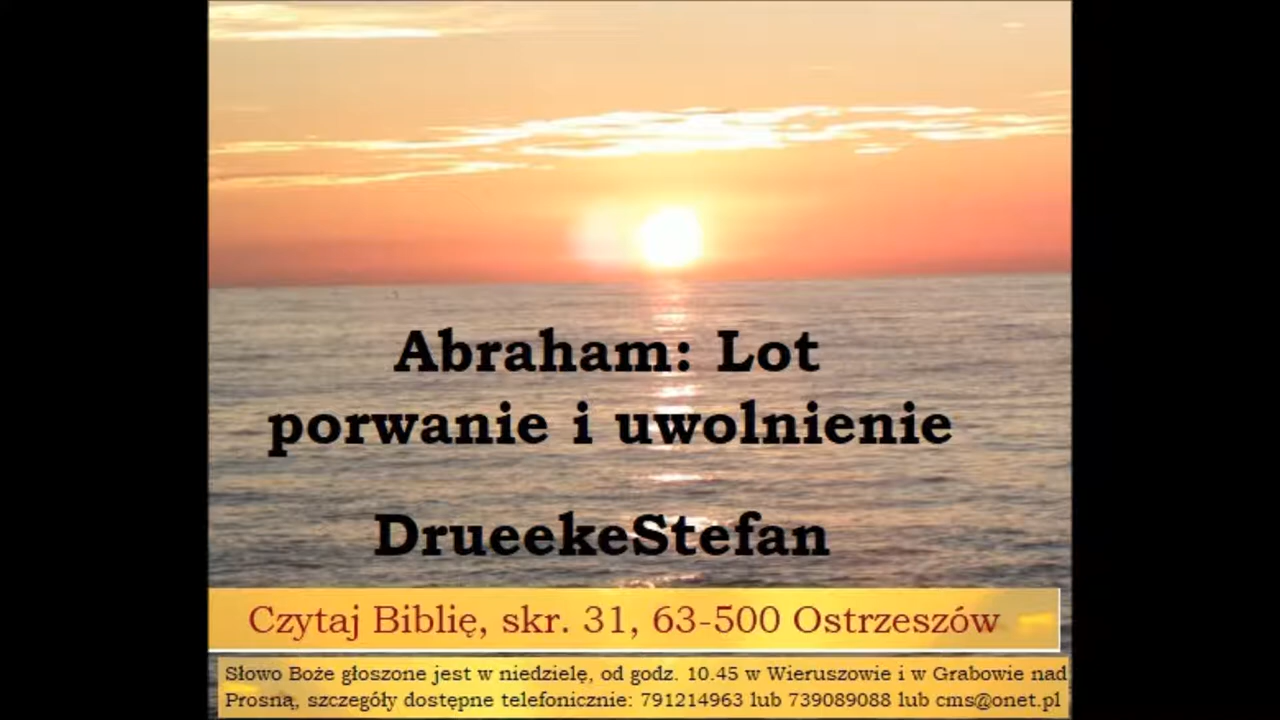 Abraham: Lot
porwanie i uwolnienie
DrueekeStefan
Czytaj Biblię, skr. 31, 63-500 Ostrzeszów
Słowo Boże głoszone jest w niedzielę, od godz. 10.45 w Wieruszowie i w Grabowie nad
Prosną, szczegóły dostępne telefonicznie: 791214963 lub 739089088 lub cms@onet.pl